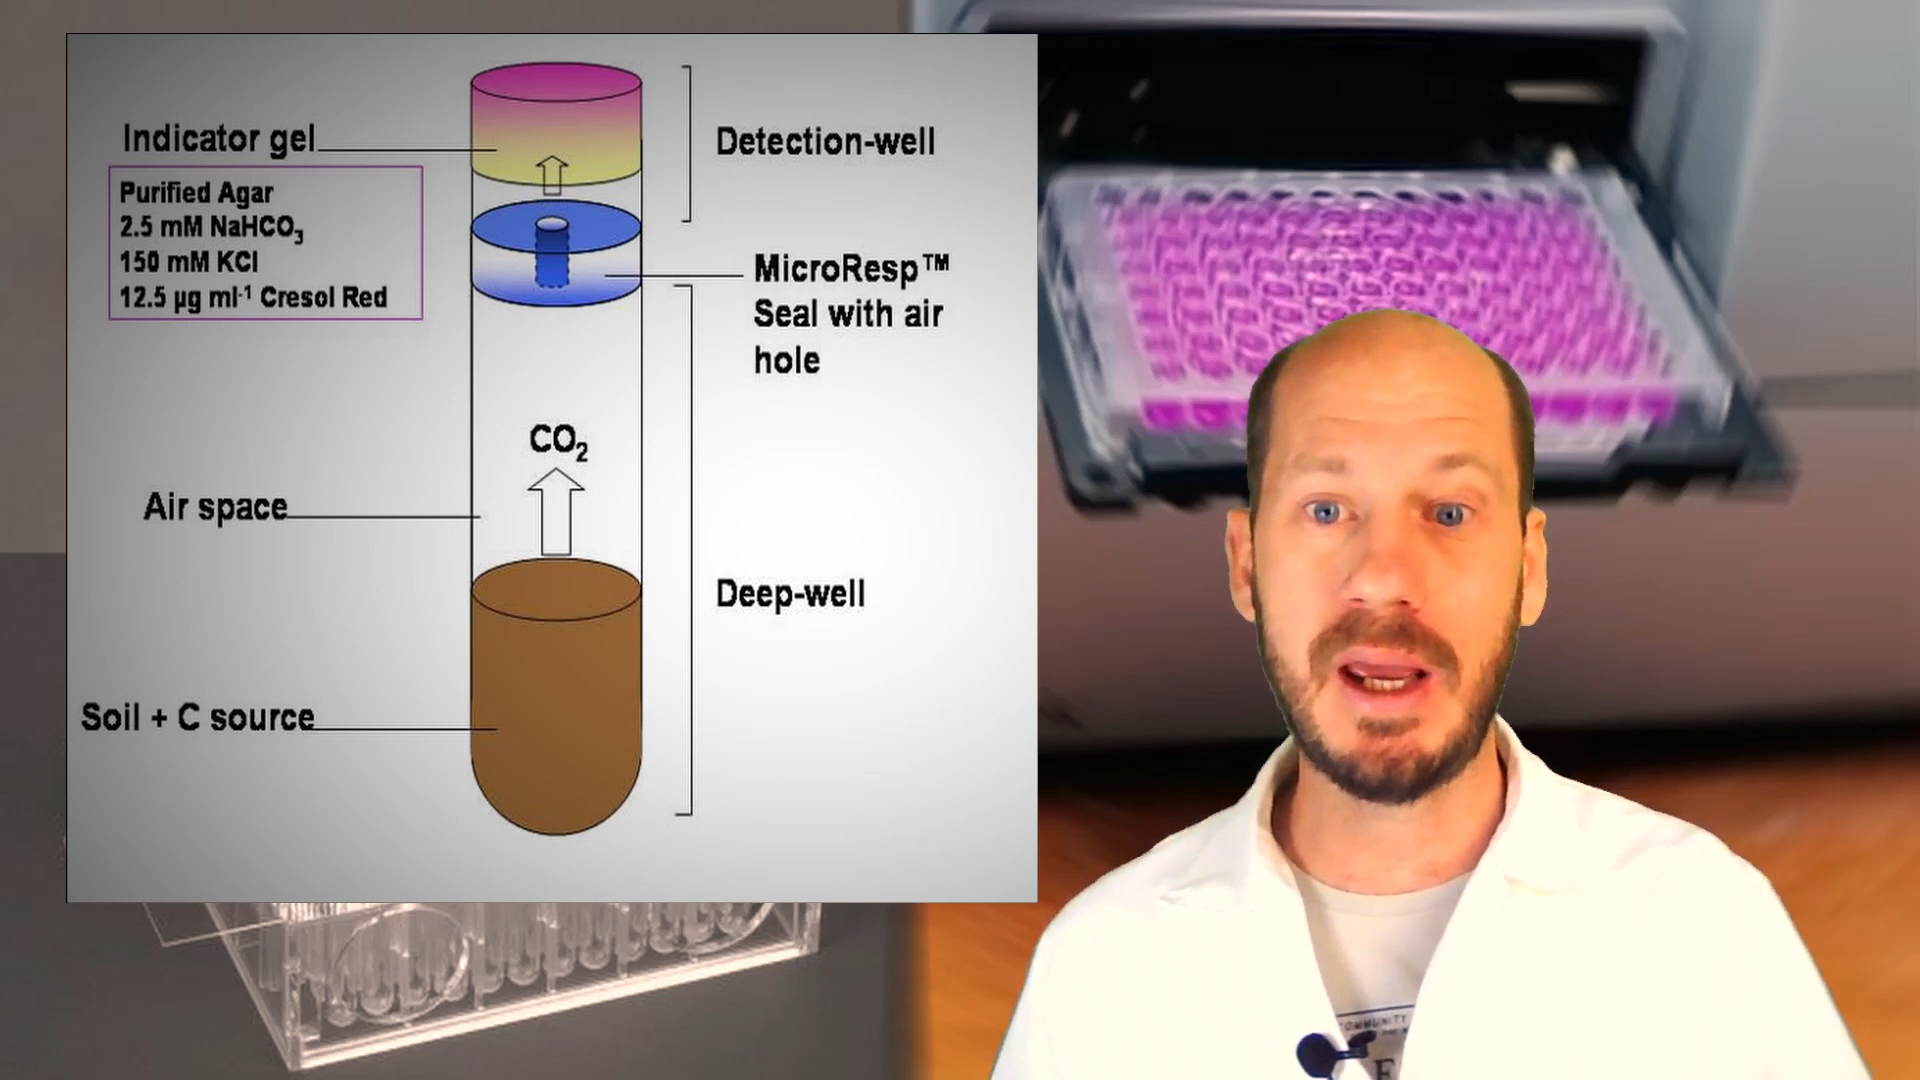 Indicator gel
Purified Agar
2.5 mM NaHCO3
150 mM KCl
12.5 µg ml-1 Cresol Red
Detection-well
MicroResp™
Seal with air
hole
CO2
Air space
Deep-well
Soil + C source
COMMUNITY
E